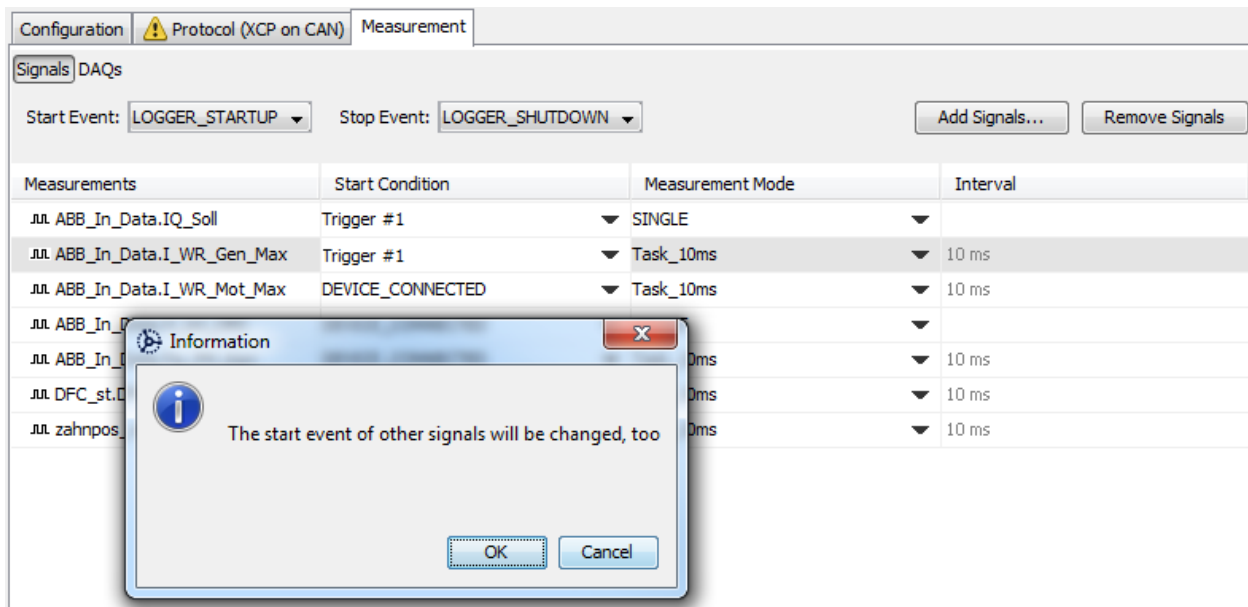 Configuration Protocol (XCP on CAN) Measurement
Signals DAQs
Start Event: LOGGER_STARTUP Stop Event: LOGGER_SHUTDOWN Add Signals... Remove Signals
Measurements Start Condition Measurement Mode Interval
ABB_In_Data.IQ_Soll Trigger #1 SINGLE
ABB_In_Data.I_WR_Gen_Max Trigger #1 Task_10ms 10 ms
ABB_In_Data.I_WR_Mot_Max DEVICE_CONNECTED Task_10ms 10 ms
ABB_In_D
Information
ABB_In_ 0ms 10 ms
DFC_st.D 0ms 10 ms
The start event of other signals will be changed, too
zahnpos_ 0ms 10 ms
OK Cancel